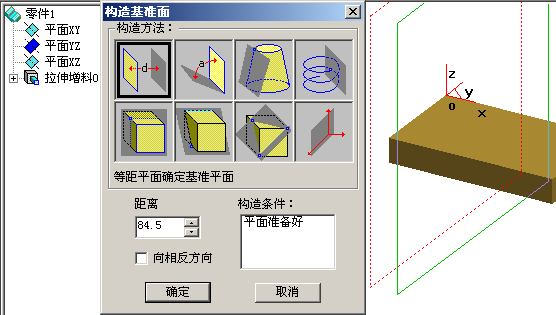 零件1
平面XY
平面YZ
平面XZ
拉伸增料0
构造基准面
构造方法：
d
a
等距平面确定基准平面
距离
84.5
向相反方向
构造条件：
平面准备好
确定
取消
z
y
0
x